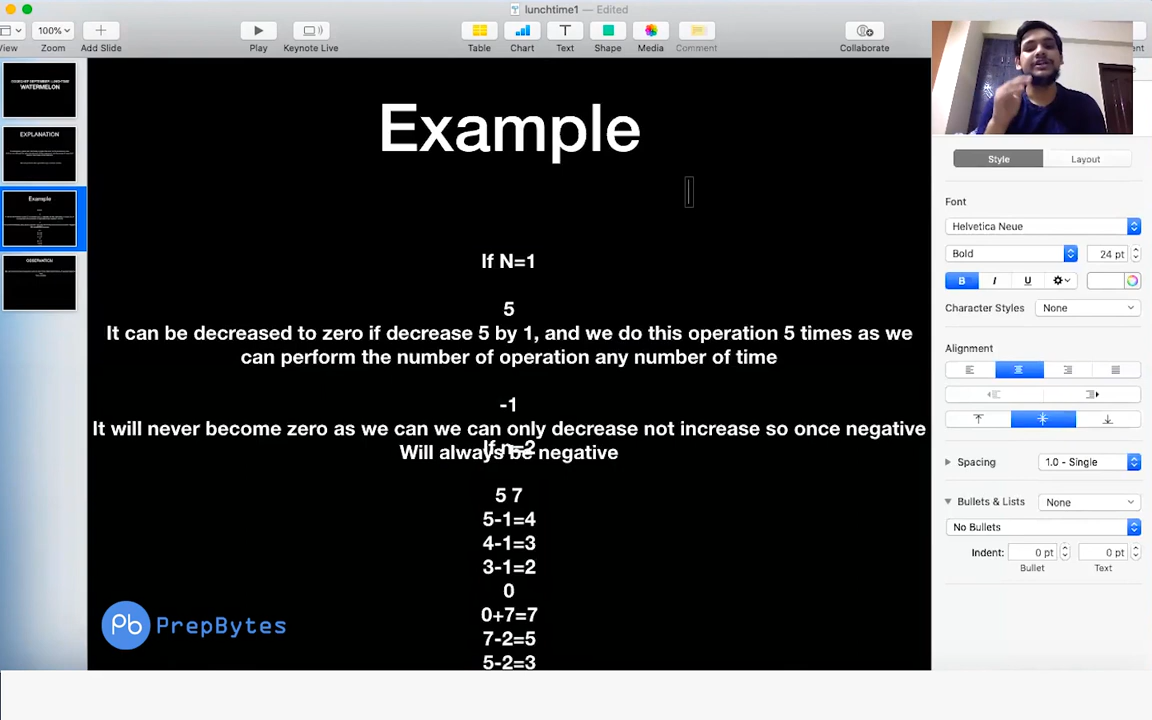 lunchtime1 — Edited
View
100%
Zoom
Add Slide
Play
Keynote Live
Table
Chart
Text
Shape
Media
Comment
Collaborate
WATERMELON
EXPLANATION
Example
OBSERVATION
Example
If N=1
5
It can be decreased to zero if decrease 5 by 1, and we do this operation 5 times as we
can perform the number of operation any number of time
-1
It will never become zero as we can we can only decrease not increase so once negative
If n=2
Will always be negative
5 7
5-1=4
4-1=3
3-1=2
0
0+7=7
7-2=5
5-2=3
Pb PrepBytes
Style
Layout
Font
Helvetica Neue
Bold
24 pt
B I U
Character Styles
None
Alignment
Spacing
1.0 - Single
Bullets & Lists
None
No Bullets
Indent:
0 pt
0 pt
Bullet
Text